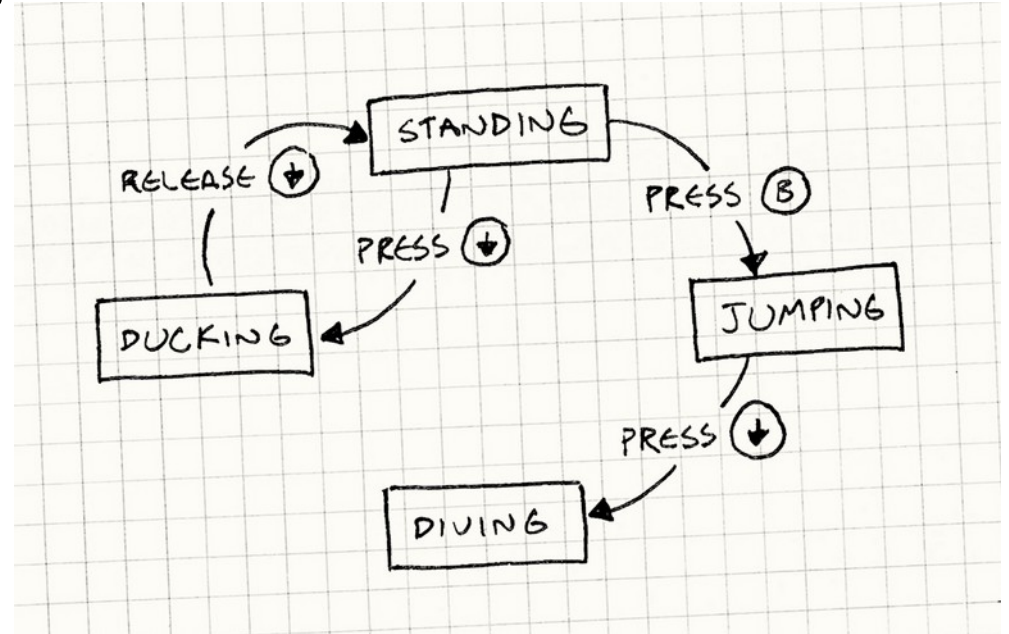 STANDING
RELEASE ↓
PRESS B
PRESS ↓
DUCKING
JUMPING
PRESS ↓
DIVING